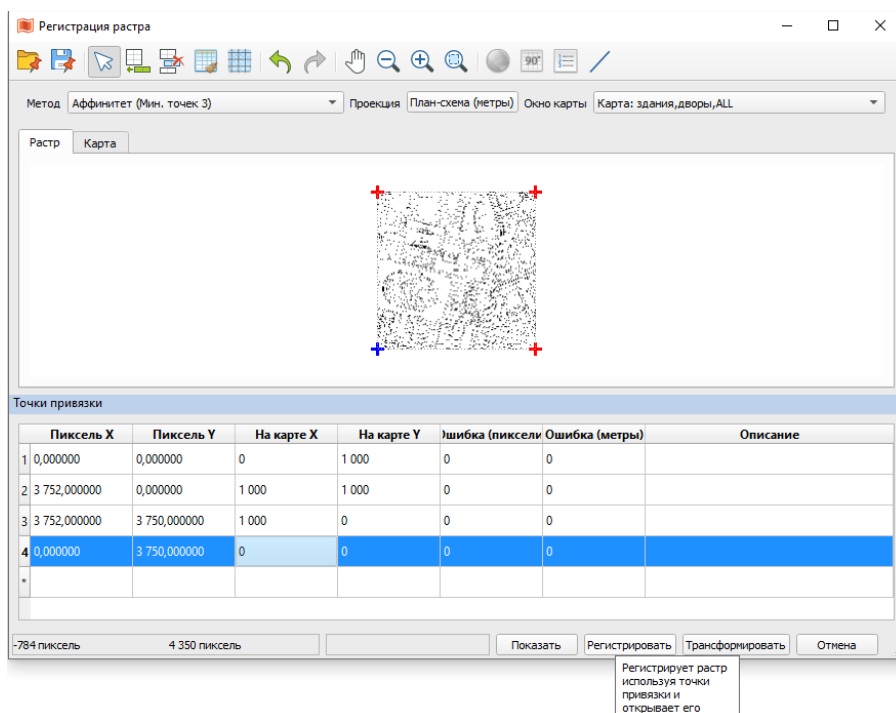 Регистрация растра
90°
Метод Аффинитет (Мин. точек 3) Проекция План-схема (метры) Окно карты Карта: здания,дворы,ALL
Растр Карта
Точки привязки
Пиксель X Пиксель Y На карте X На карте Y Ошибка (пиксели Ошибка (метры) Описание
1 0,000000 0,000000 0 1 000 0 0
2 3 752,000000 0,000000 1 000 1 000 0 0
3 3 752,000000 3 750,000000 1 000 0 0 0
4 0,000000 3 750,000000 0 0 0 0
*
-784 пиксель 4 350 пиксель Показать Регистрировать Трансформировать Отмена
Регистрирует растр
используя точки
привязки и
открывает его